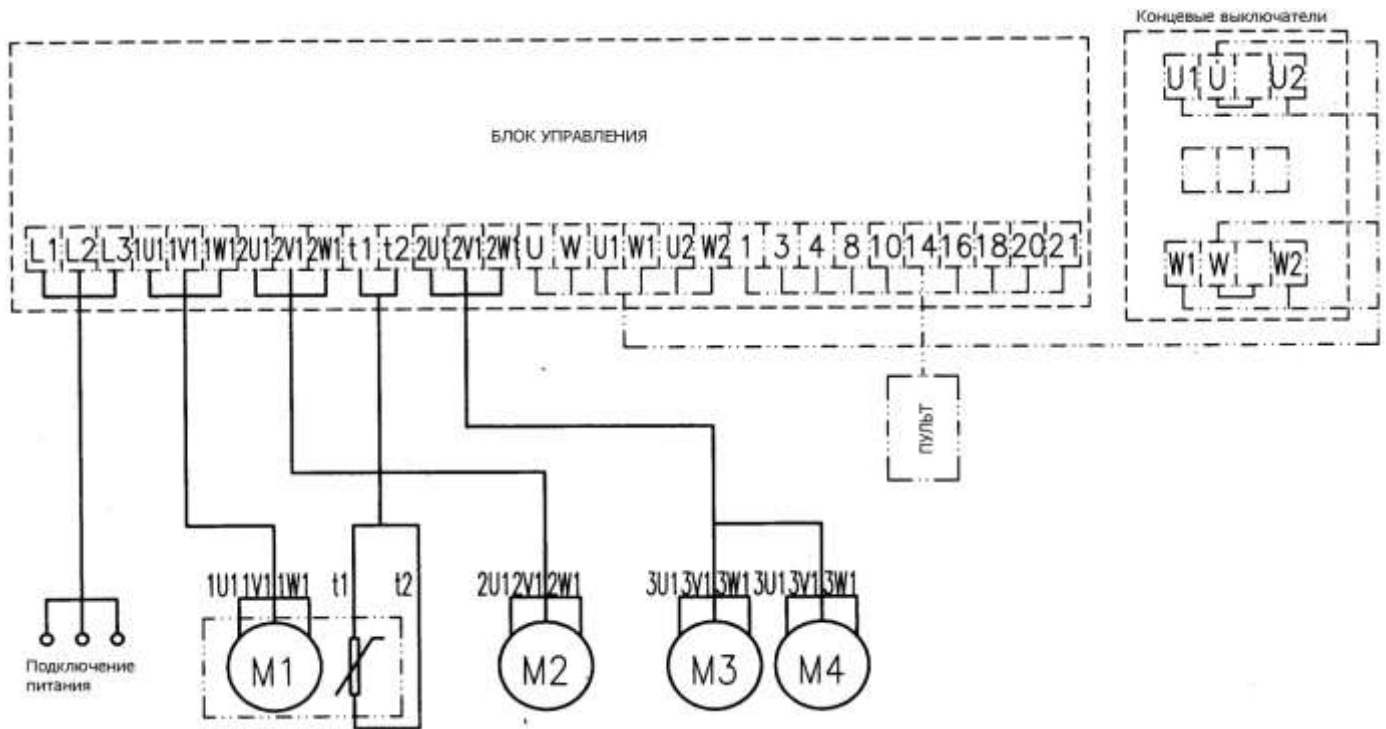 Концевые выключатели
U1 U U2
БЛОК УПРАВЛЕНИЯ
L1 L2 L3 1U1 1V1 1W1 2U1 2V1 2W1 t1 t2 2U1 2V1 2W1 U W U1 W1 U2 W2 1 3 4 8 10 14 16 18 20 21
W1 W W2
ПУЛЬТ
1U1 1V1 1W1 t1 t2 2U1 2V1 2W1 3U1 3V1 3W1 3U1 3V1 3W1
M1 M2 M3 M4
Подключение
питания